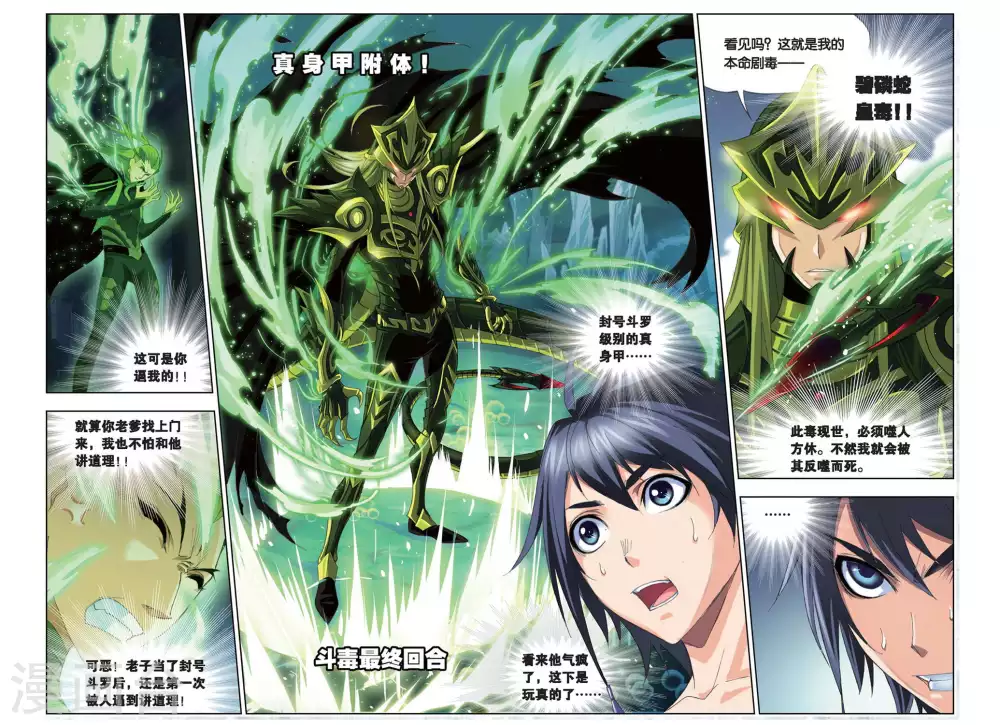 这可是你
逼我的！！
就算你老爹找上门
来，我也不怕和他
讲道理！！
可恶！老子当了封号
斗罗后，还是第一次
被人逼到讲道理！
真身甲附体！
封号斗罗
级别的真
身甲……
斗毒最终回合
看来他气疯
了，这下是
玩真的了……
看见吗？这就是我的
本命剧毒——
碧磷蛇
皇毒！！
此毒现世，必须噬人
方休。不然我就会被
其反噬而死。
……